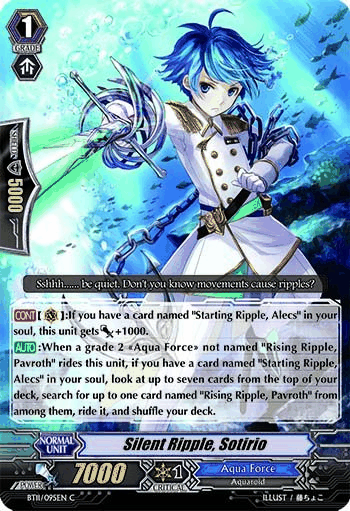 1
GRADE
SHIELD
5000
Sshhh...... be quiet. Don't you know movements cause ripples?
CONT [ ]:If you have a card named "Starting Ripple, Alecs" in your
soul, this unit gets +1000.
AUTO:When a grade 2 «Aqua Force» not named "Rising Ripple,
Pavroth" rides this unit, if you have a card named "Starting Ripple,
Alecs" in your soul, look at up to seven cards from the top of your
deck, search for up to one card named "Rising Ripple, Pavroth" from
among them, ride it, and shuffle your deck.
NORMAL
UNIT
Silent Ripple, Sotirio
POWER
7000
1
CRITICAL
Aqua Force
Aquaroid
BT11/095EN C
ILLUST / 藤ちょこ